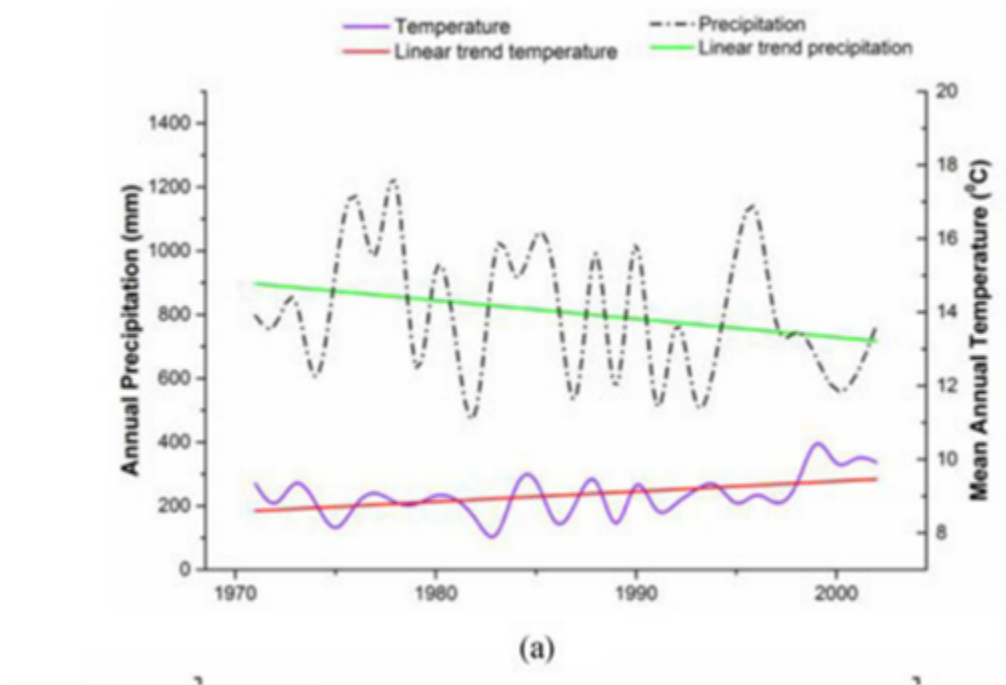 Temperature
Precipitation
Linear trend temperature
Linear trend precipitation
Annual Precipitation (mm)
1400
1200
1000
800
600
400
200
0
20
18
16
14
12
10
8
Mean Annual Temperature (⁰C)
1970
1980
1990
2000
(a)